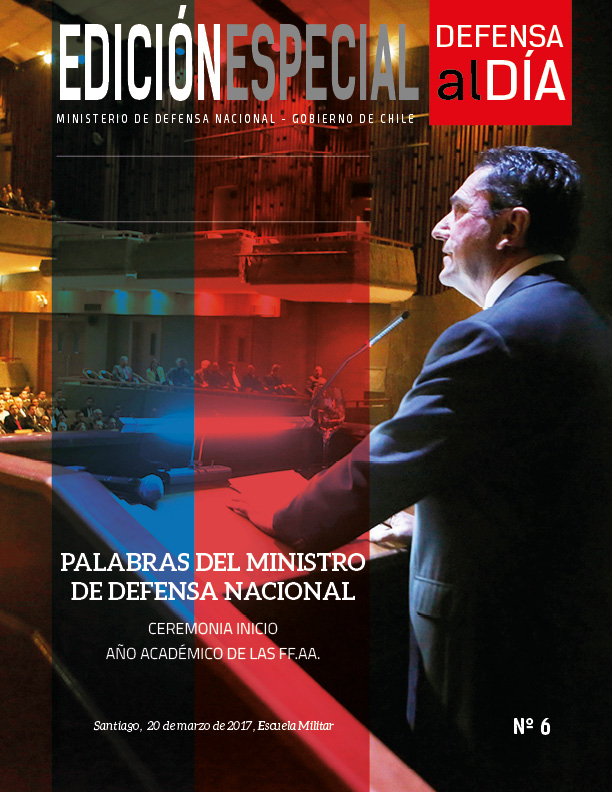 EDICIÓNESPECIAL
DEFENSA
alDÍA
MINISTERIO DE DEFENSA NACIONAL - GOBIERNO DE CHILE
PALABRAS DEL MINISTRO
DE DEFENSA NACIONAL
CEREMONIA INICIO
AÑO ACADÉMICO DE LAS FF.AA.
Santiago, 20 de marzo de 2017, Escuela Militar
Nº 6